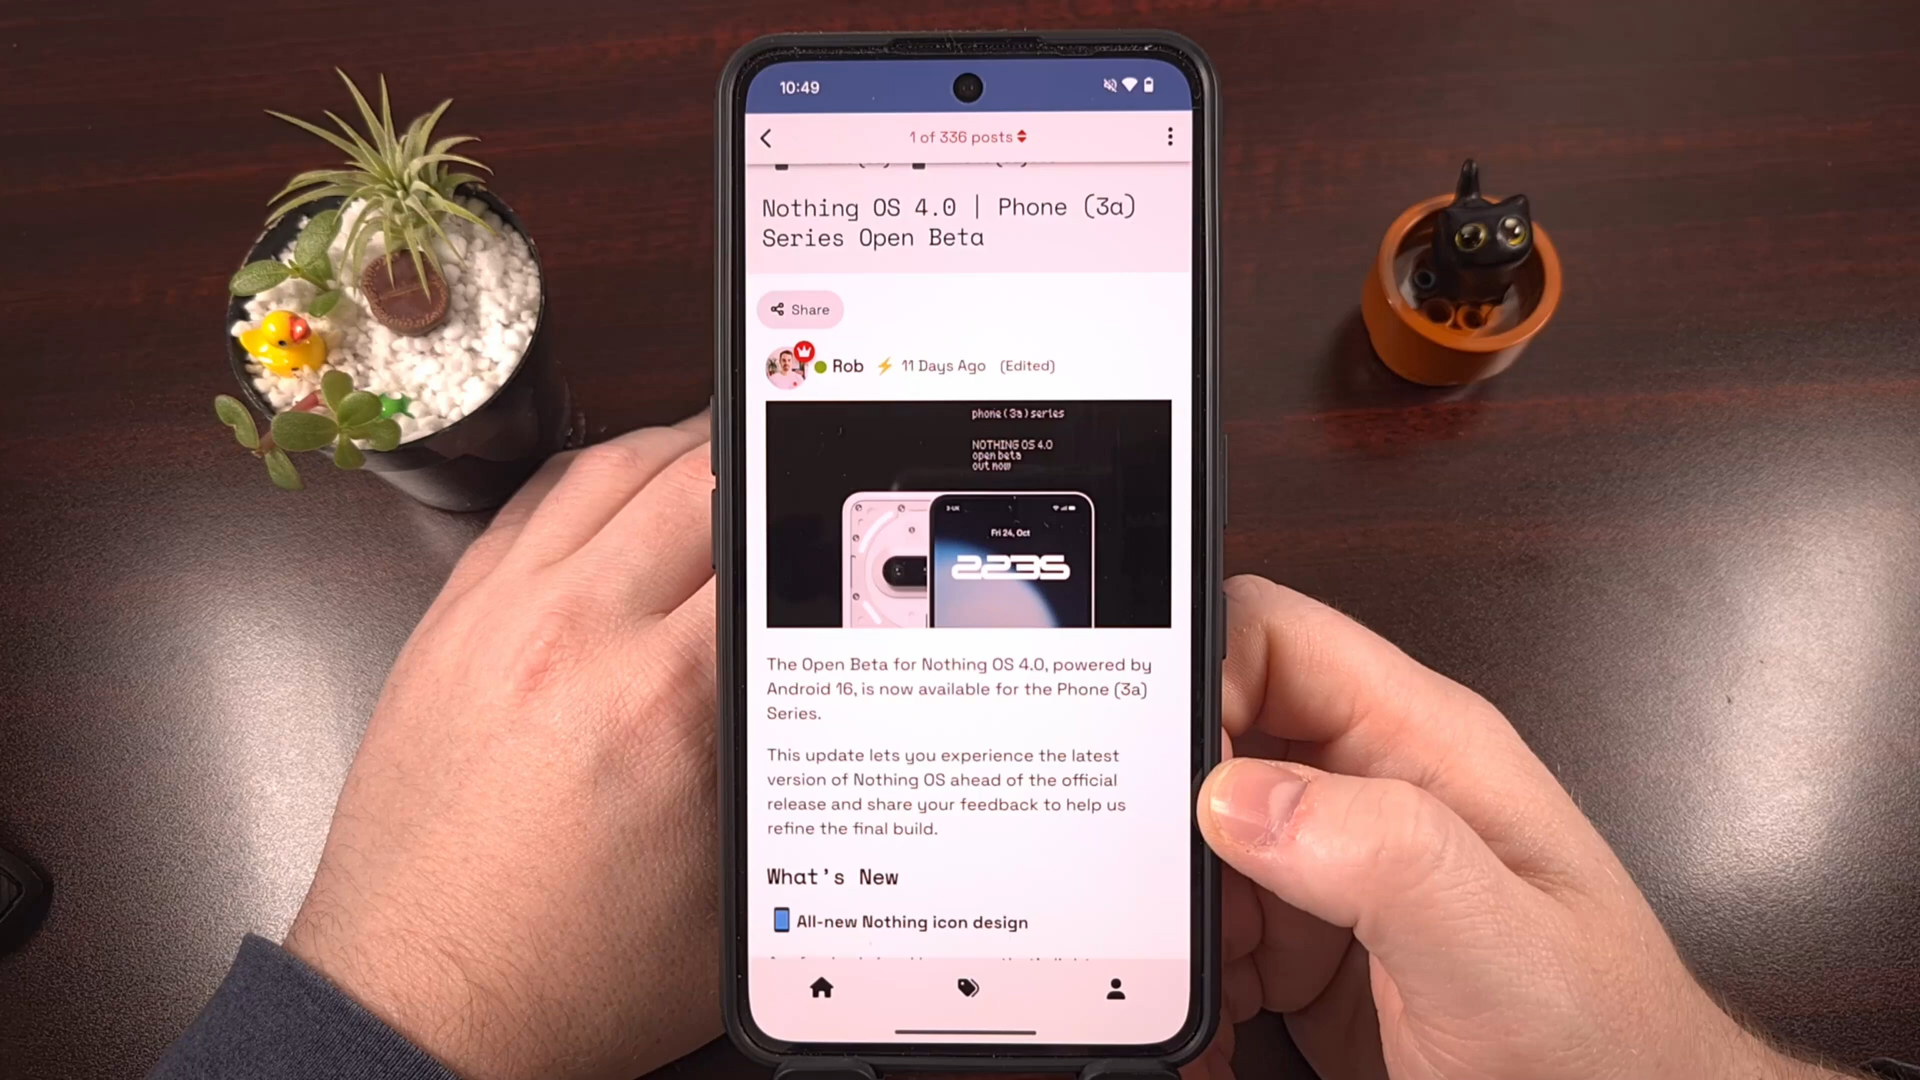 10:49
1 of 336 posts
Nothing OS 4.0 | Phone (3a)
Series Open Beta
Share
Rob
11 Days Ago
(Edited)
phone (3a) series
NOTHING OS 4.0
open beta
out now
Fri 24, Oct
2235
The Open Beta for Nothing OS 4.0, powered by
Android 16, is now available for the Phone (3a)
Series.
This update lets you experience the latest
version of Nothing OS ahead of the official
release and share your feedback to help us
refine the final build.
What's New
All-new Nothing icon design